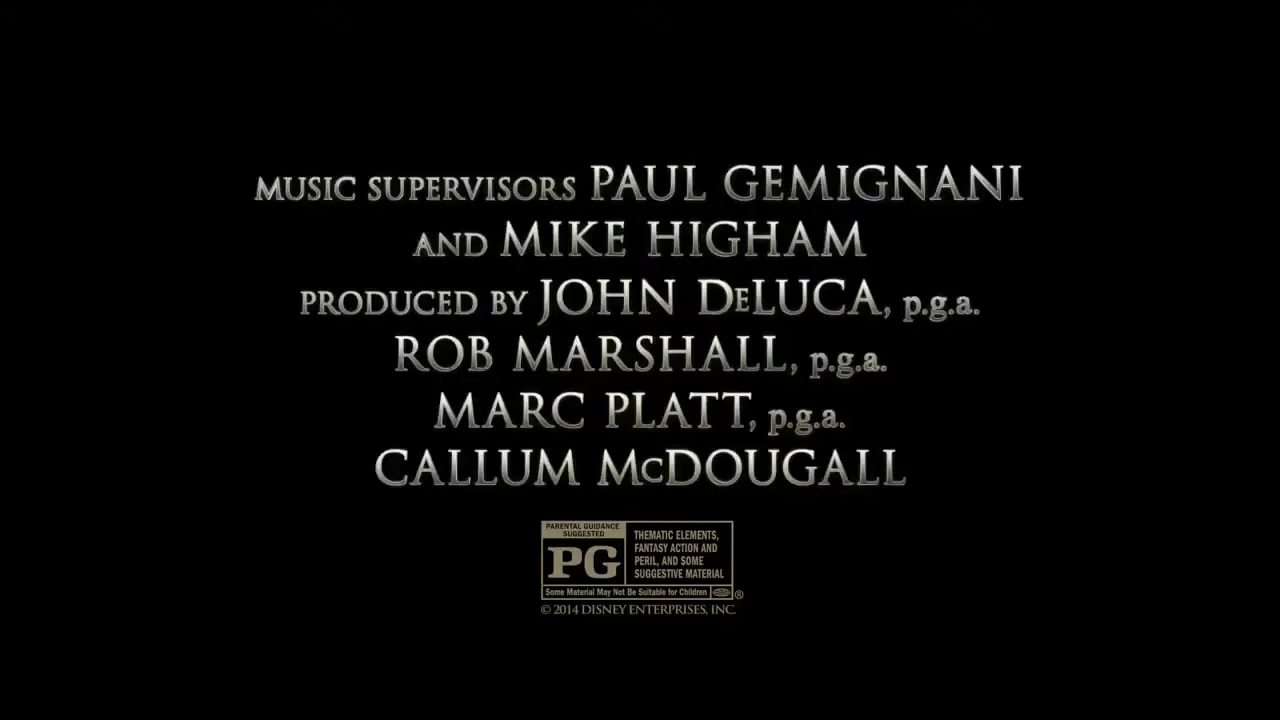 MUSIC SUPERVISORS PAUL GEMIGNANI
AND MIKE HIGHAM
PRODUCED BY JOHN DeLUCA, p.g.a.
ROB MARSHALL, p.g.a.
MARC PLATT, p.g.a.
CALLUM McDOUGALL
PARENTAL GUIDANCE
SUGGESTED
PG
THEMATIC ELEMENTS,
FANTASY ACTION AND
PERIL, AND SOME
SUGGESTIVE MATERIAL
Some Material May Not Be Suitable for Children
®
© 2014 DISNEY ENTERPRISES, INC.